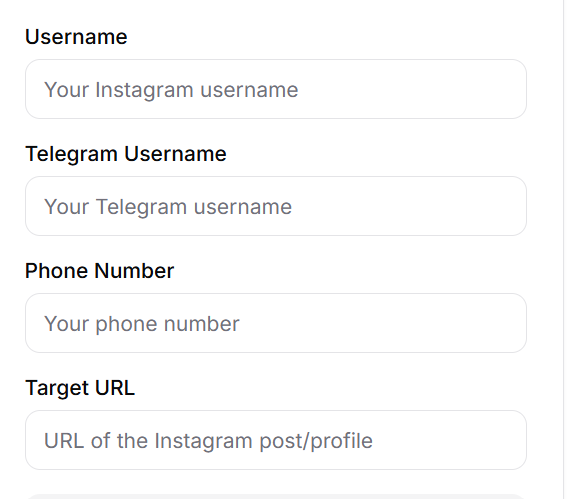 Username
Your Instagram username
Telegram Username
Your Telegram username
Phone Number
Your phone number
Target URL
URL of the Instagram post/profile